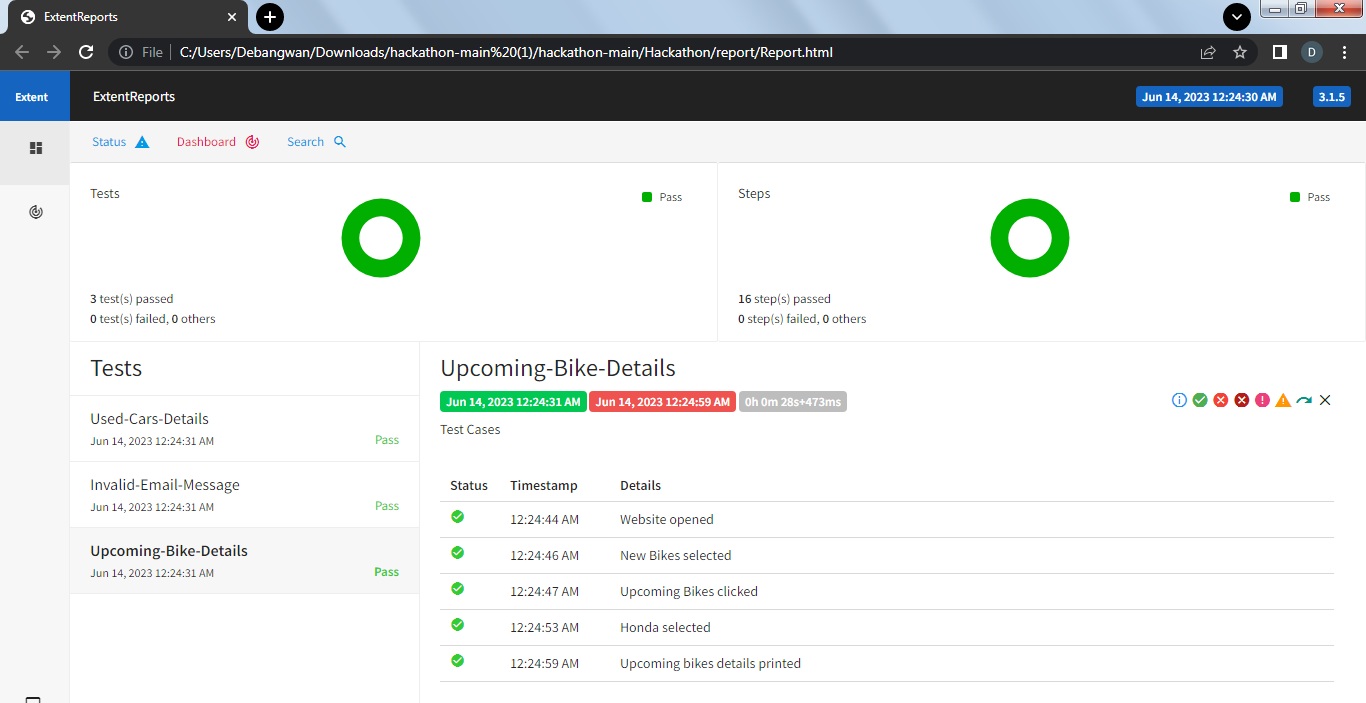 ExtentReports
File C:/Users/Debangwan/Downloads/hackathon-main%20(1)/hackathon-main/Hackathon/report/Report.html D
Extent ExtentReports Jun 14, 2023 12:24:30 AM 3.1.5
Status Dashboard Search
Tests Pass
3 test(s) passed
0 test(s) failed, 0 others
Steps Pass
16 step(s) passed
0 step(s) failed, 0 others
Tests
Used-Cars-Details
Jun 14, 2023 12:24:31 AM Pass
Invalid-Email-Message
Jun 14, 2023 12:24:31 AM Pass
Upcoming-Bike-Details
Jun 14, 2023 12:24:31 AM Pass
Upcoming-Bike-Details
Jun 14, 2023 12:24:31 AM Jun 14, 2023 12:24:59 AM 0h 0m 28s+473ms
Test Cases
Status Timestamp Details
12:24:44 AM Website opened
12:24:46 AM New Bikes selected
12:24:47 AM Upcoming Bikes clicked
12:24:53 AM Honda selected
12:24:59 AM Upcoming bikes details printed